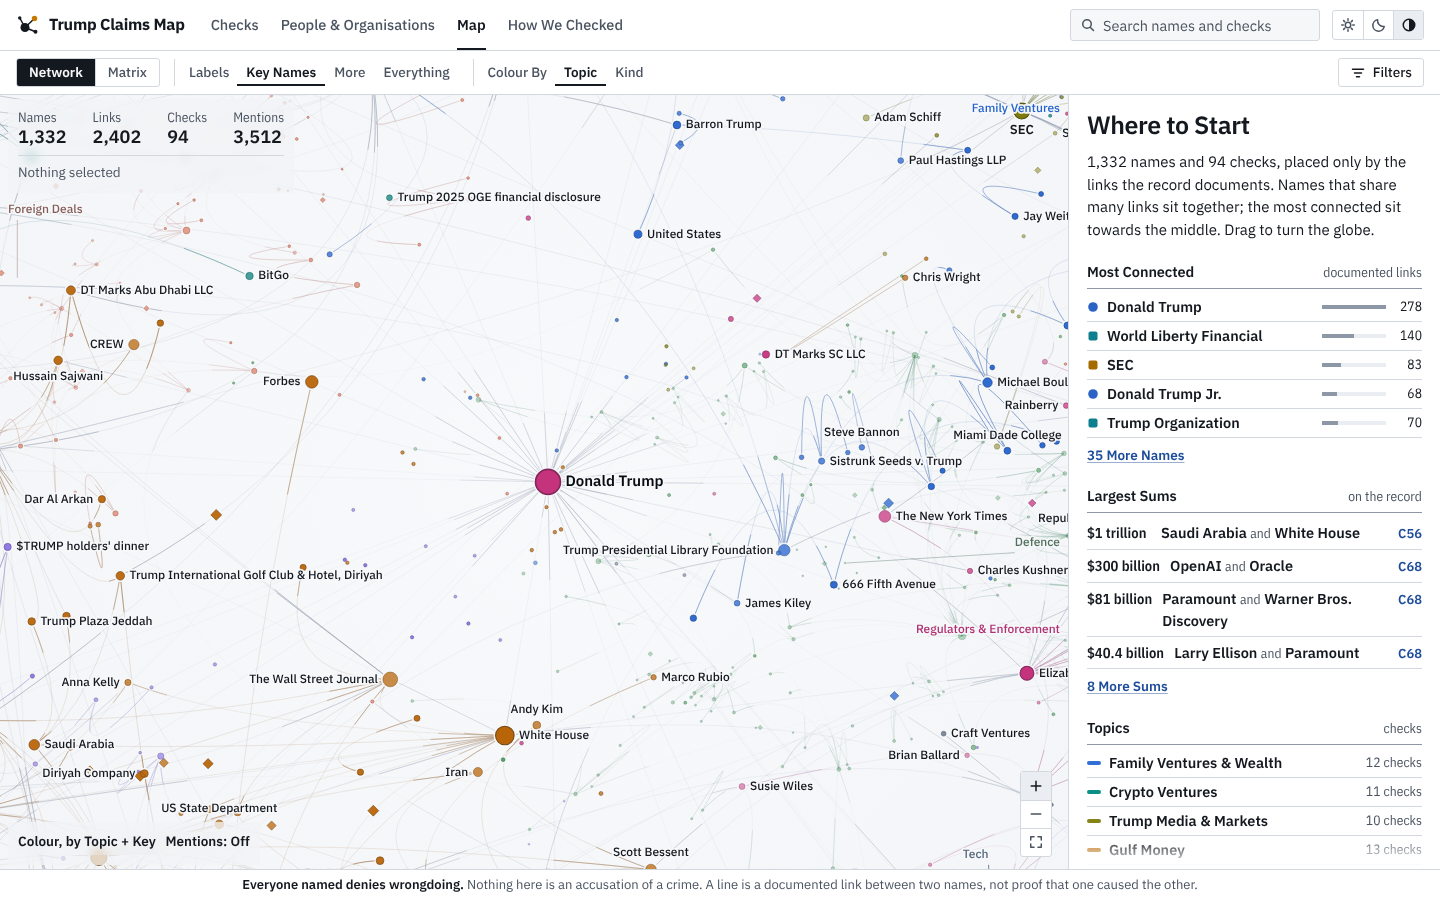 Trump Claims Map
Checks
People & Organisations
Map
How We Checked
Search names and checks
Network
Matrix
Labels
Key Names
More
Everything
Colour By
Topic
Kind
Filters
Names
Links
Checks
Mentions
1,332
2,402
94
3,512
Nothing selected
Foreign Deals
Barron Trump
Adam Schiff
Family Ventures
SEC
Paul Hastings LLP
Trump 2025 OGE financial disclosure
Jay Weit
United States
BitGo
Chris Wright
DT Marks Abu Dhabi LLC
CREW
DT Marks SC LLC
Hussain Sajwani
Forbes
Michael Boul
Rainberry
Steve Bannon
Miami Dade College
Sistrunk Seeds v. Trump
Donald Trump
Dar Al Arkan
The New York Times
Repu
Defence
$TRUMP holders' dinner
Trump Presidential Library Foundation
Trump International Golf Club & Hotel, Diriyah
Charles Kushner
666 Fifth Avenue
James Kiley
Trump Plaza Jeddah
Regulators & Enforcement
Anna Kelly
The Wall Street Journal
Marco Rubio
Elizab
Andy Kim
White House
Craft Ventures
Saudi Arabia
Brian Ballard
Diriyah Company
Iran
Susie Wiles
US State Department
Colour, by Topic + Key
Mentions: Off
Scott Bessent
Tech
Where to Start
1,332 names and 94 checks, placed only by the
links the record documents. Names that share
many links sit together; the most connected sit
towards the middle. Drag to turn the globe.
Most Connected
documented links
Donald Trump 278
World Liberty Financial 140
SEC 83
Donald Trump Jr. 68
Trump Organization 70
35 More Names
Largest Sums
on the record
$1 trillion Saudi Arabia and White House C56
$300 billion OpenAI and Oracle C68
$81 billion Paramount and Warner Bros. C68
Discovery
$40.4 billion Larry Ellison and Paramount C68
8 More Sums
Topics
checks
Family Ventures & Wealth 12 checks
Crypto Ventures 11 checks
Trump Media & Markets 10 checks
Gulf Money 13 checks
Everyone named denies wrongdoing. Nothing here is an accusation of a crime. A line is a documented link between two names, not proof that one caused the other.